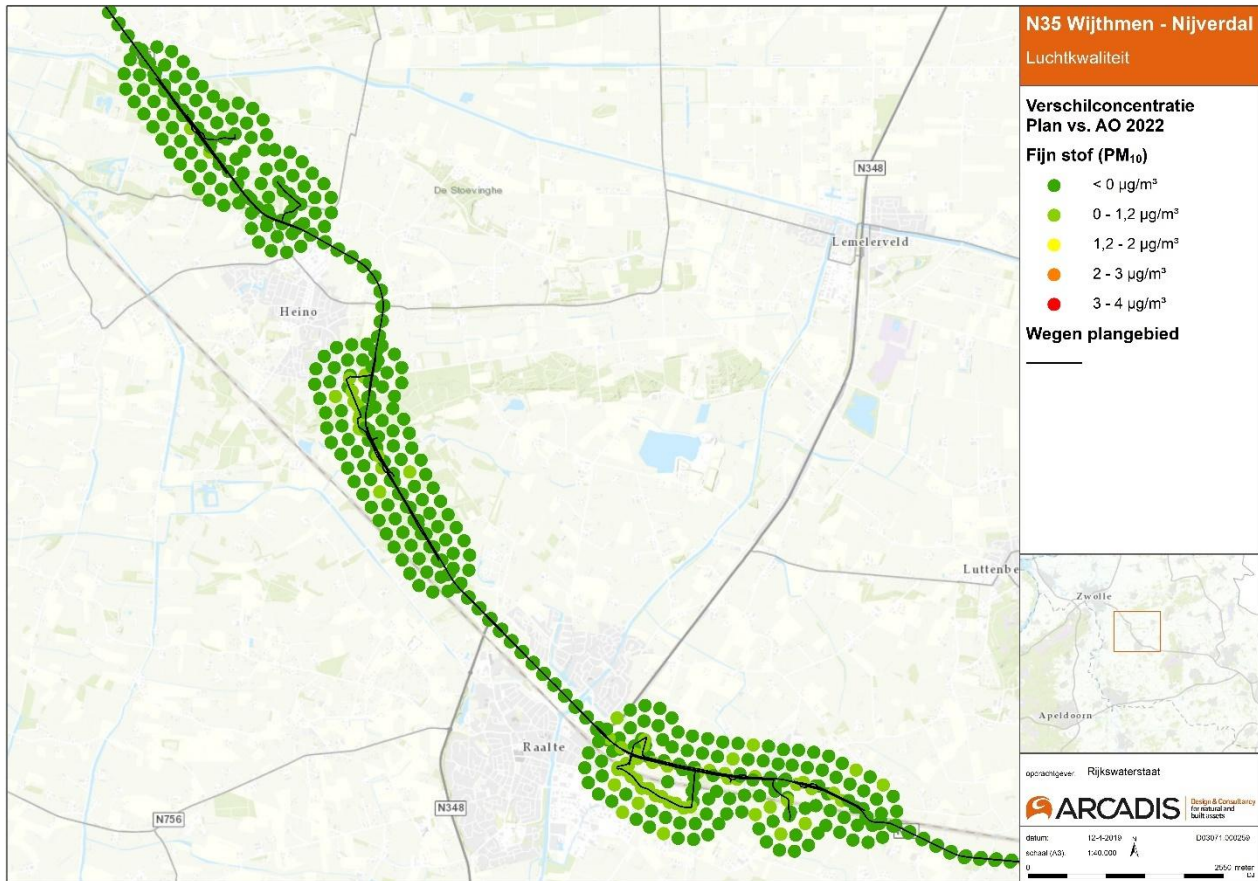 N35 Wijthmen - Nijverdal
Luchtkwaliteit
Verschilconcentratie
Plan vs. AO 2022
Fijn stof (PM₁₀)
< 0 µg/m³
0 - 1,2 µg/m³
1,2 - 2 µg/m³
2 - 3 µg/m³
3 - 4 µg/m³
Wegen plangebied
N348
De Stoevinghe
Lemelerveld
Heino
Luttenbe
Raalte
N348
N756
Zwolle
Apeldoorn
opdrachtgever: Rijkswaterstaat
ARCADIS
Design & Consultancy
for natural and
built assets
datum: 12-4-2019 D03071.000259
schaal (A3): 1:40.000
0 2550 meter